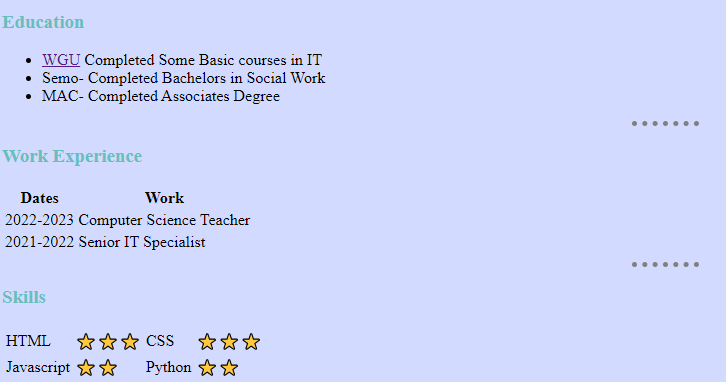 Education
WGU Completed Some Basic courses in IT
Semo- Completed Bachelors in Social Work
MAC- Completed Associates Degree
Work Experience
Dates Work
2022-2023 Computer Science Teacher
2021-2022 Senior IT Specialist
Skills
HTML CSS
Javascript Python